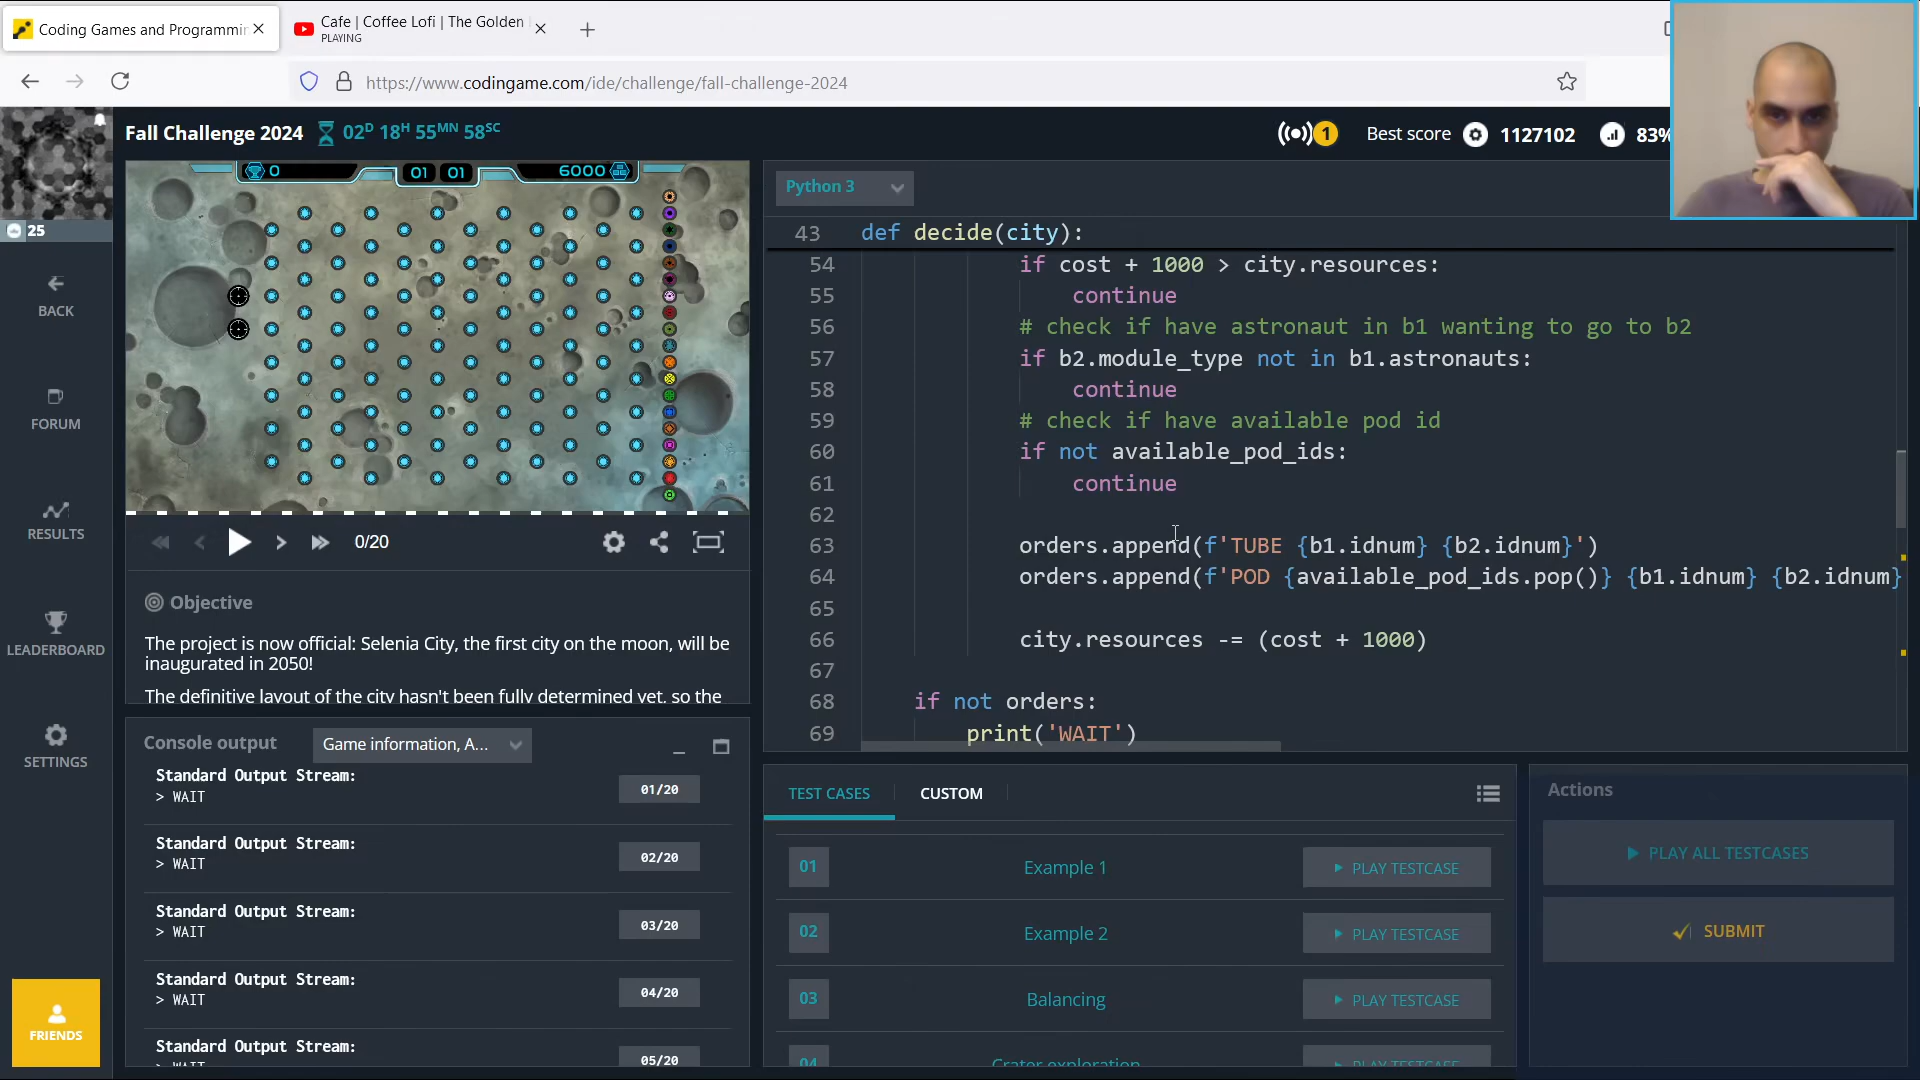 Coding Games and Programmin
Cafe | Coffee Lofi | The Golden
PLAYING
https://www.codingame.com/ide/challenge/fall-challenge-2024
Fall Challenge 2024
02D 18H 55MN 58SC
1
Best score
1127102
83%
0
01 01
6000
25
BACK
FORUM
RESULTS
LEADERBOARD
SETTINGS
FRIENDS
0/20
Objective
The project is now official: Selenia City, the first city on the moon, will be
inaugurated in 2050!
The definitive layout of the city hasn't been fully determined yet, so the
Console output
Game information, A...
Standard Output Stream:
> WAIT
01/20
Standard Output Stream:
> WAIT
02/20
Standard Output Stream:
> WAIT
03/20
Standard Output Stream:
> WAIT
04/20
Standard Output Stream:
> WAIT
05/20
Python 3
43 def decide(city):
54 if cost + 1000 > city.resources:
55 continue
56 # check if have astronaut in b1 wanting to go to b2
57 if b2.module_type not in b1.astronauts:
58 continue
59 # check if have available pod id
60 if not available_pod_ids:
61 continue
62
63 orders.append(f'TUBE {b1.idnum} {b2.idnum}')
64 orders.append(f'POD {available_pod_ids.pop()} {b1.idnum} {b2.idnum}
65
66 city.resources -= (cost + 1000)
67
68 if not orders:
69 print('WAIT')
TEST CASES
CUSTOM
01 Example 1 PLAY TESTCASE
02 Example 2 PLAY TESTCASE
03 Balancing PLAY TESTCASE
04 Crater exploration PLAY TESTCASE
Actions
PLAY ALL TESTCASES
SUBMIT